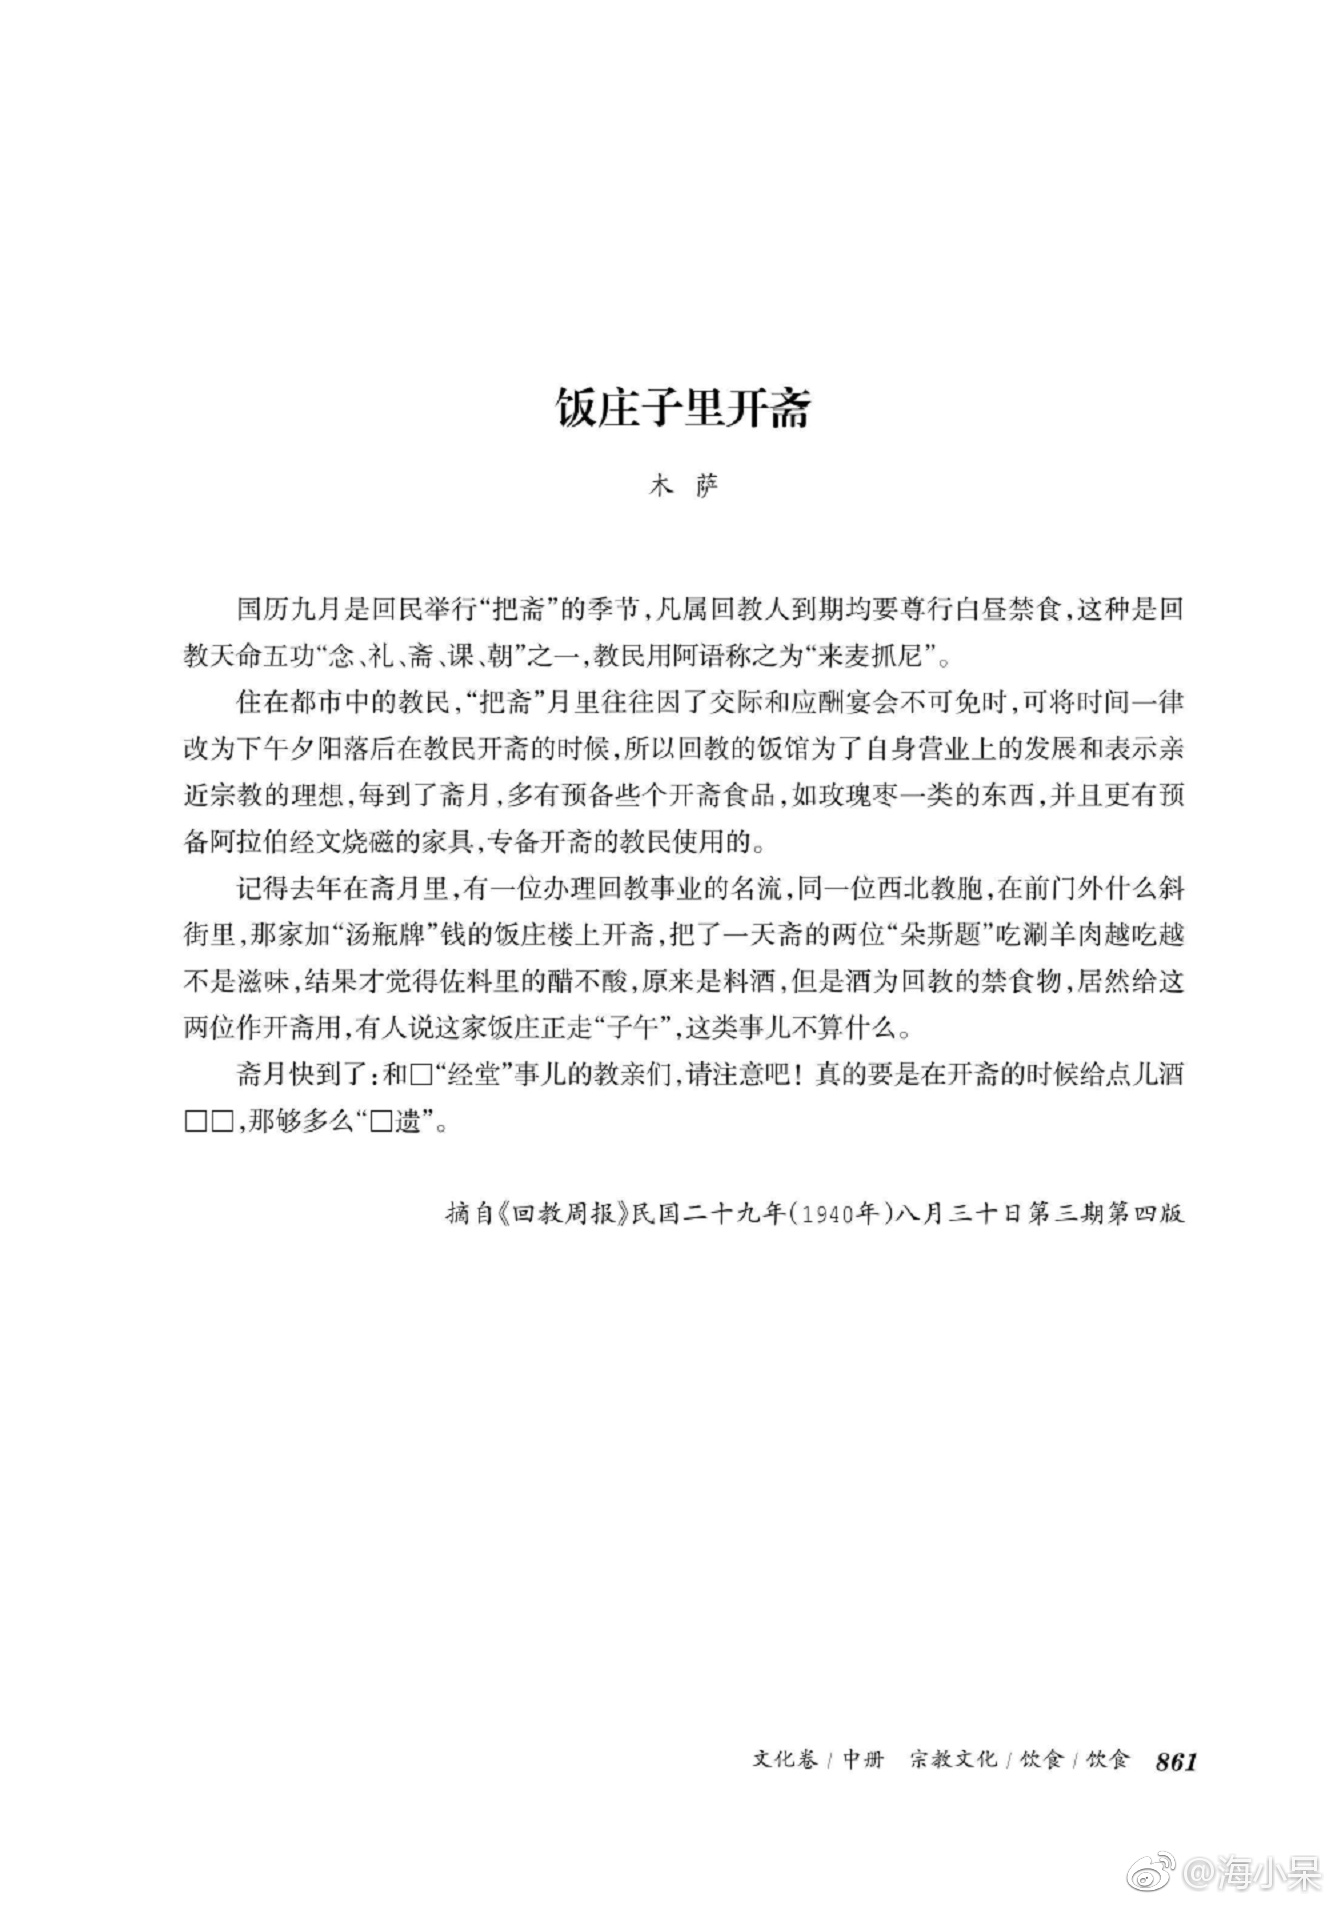 饭庄子里开斋
木 萨
国历九月是回民举行“把斋”的季节,凡属回教人到期均要尊行白昼禁食,这种是回
教天命五功“念、礼、斋、课、朝”之一,教民用阿语称之为“来麦抓尼”。
住在都市中的教民,“把斋”月里往往因了交际和应酬宴会不可免时,可将时间一律
改为下午夕阳落后在教民开斋的时候,所以回教的饭馆为了自身营业上的发展和表示亲
近宗教的理想,每到了斋月,多有预备些个开斋食品,如玫瑰枣一类的东西,并且更有预
备阿拉伯经文烧磁的家具,专备开斋的教民使用的。
记得去年在斋月里,有一位办理回教事业的名流,同一位西北教胞,在前门外什么斜
街里,那家加“汤瓶牌”钱的饭庄楼上开斋,把了一天斋的两位“朵斯题”吃涮羊肉越吃越
不是滋味,结果才觉得佐料里的醋不酸,原来是料酒,但是酒为回教的禁食物,居然给这
两位作开斋用,有人说这家饭庄正走“子午”,这类事儿不算什么。
斋月快到了:和□“经堂”事儿的教亲们,请注意吧! 真的要是在开斋的时候给点儿酒
□□,那够多么“□遗”。
摘自《回教周报》民国二十九年(1940年)八月三十日第三期第四版
文化卷/中册 宗教文化/饮食/饮食 861
@海小呆